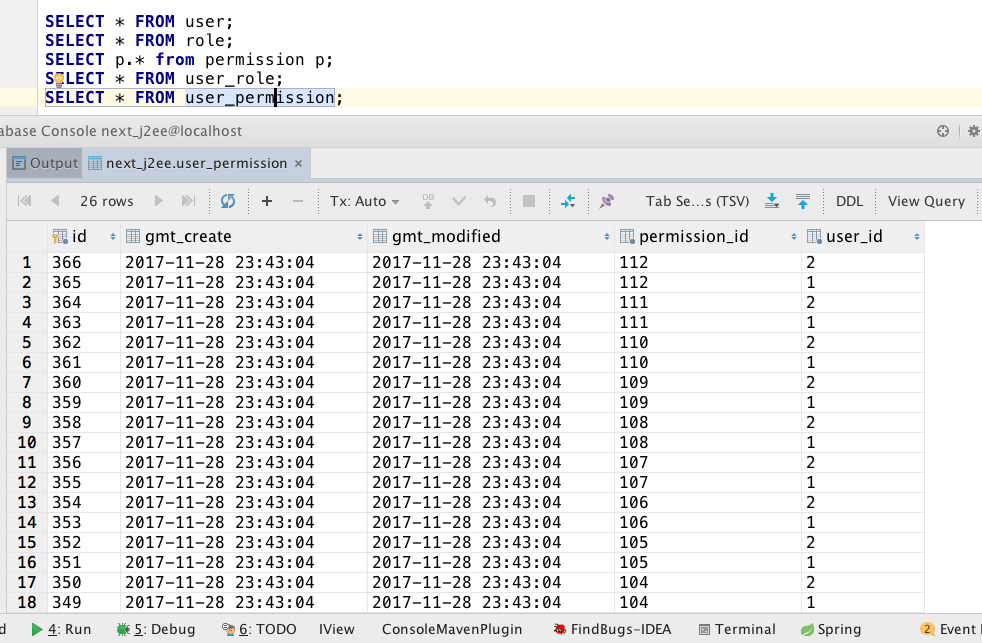 SELECT * FROM user;
SELECT * FROM role;
SELECT p.* from permission p;
SELECT * FROM user_role;
SELECT * FROM user_permission;
abase Console next_j2ee@localhost
Output next_j2ee.user_permission ×
26 rows + − Tx: Auto DB Tab Se...s (TSV) DDL View Query
id gmt_create gmt_modified permission_id user_id
1 366 2017-11-28 23:43:04 2017-11-28 23:43:04 112 2
2 365 2017-11-28 23:43:04 2017-11-28 23:43:04 112 1
3 364 2017-11-28 23:43:04 2017-11-28 23:43:04 111 2
4 363 2017-11-28 23:43:04 2017-11-28 23:43:04 111 1
5 362 2017-11-28 23:43:04 2017-11-28 23:43:04 110 2
6 361 2017-11-28 23:43:04 2017-11-28 23:43:04 110 1
7 360 2017-11-28 23:43:04 2017-11-28 23:43:04 109 2
8 359 2017-11-28 23:43:04 2017-11-28 23:43:04 109 1
9 358 2017-11-28 23:43:04 2017-11-28 23:43:04 108 2
10 357 2017-11-28 23:43:04 2017-11-28 23:43:04 108 1
11 356 2017-11-28 23:43:04 2017-11-28 23:43:04 107 2
12 355 2017-11-28 23:43:04 2017-11-28 23:43:04 107 1
13 354 2017-11-28 23:43:04 2017-11-28 23:43:04 106 2
14 353 2017-11-28 23:43:04 2017-11-28 23:43:04 106 1
15 352 2017-11-28 23:43:04 2017-11-28 23:43:04 105 2
16 351 2017-11-28 23:43:04 2017-11-28 23:43:04 105 1
17 350 2017-11-28 23:43:04 2017-11-28 23:43:04 104 2
18 349 2017-11-28 23:43:04 2017-11-28 23:43:04 104 1
d 4: Run 5: Debug 6: TODO IView ConsoleMavenPlugin FindBugs-IDEA Terminal Spring 2 Event